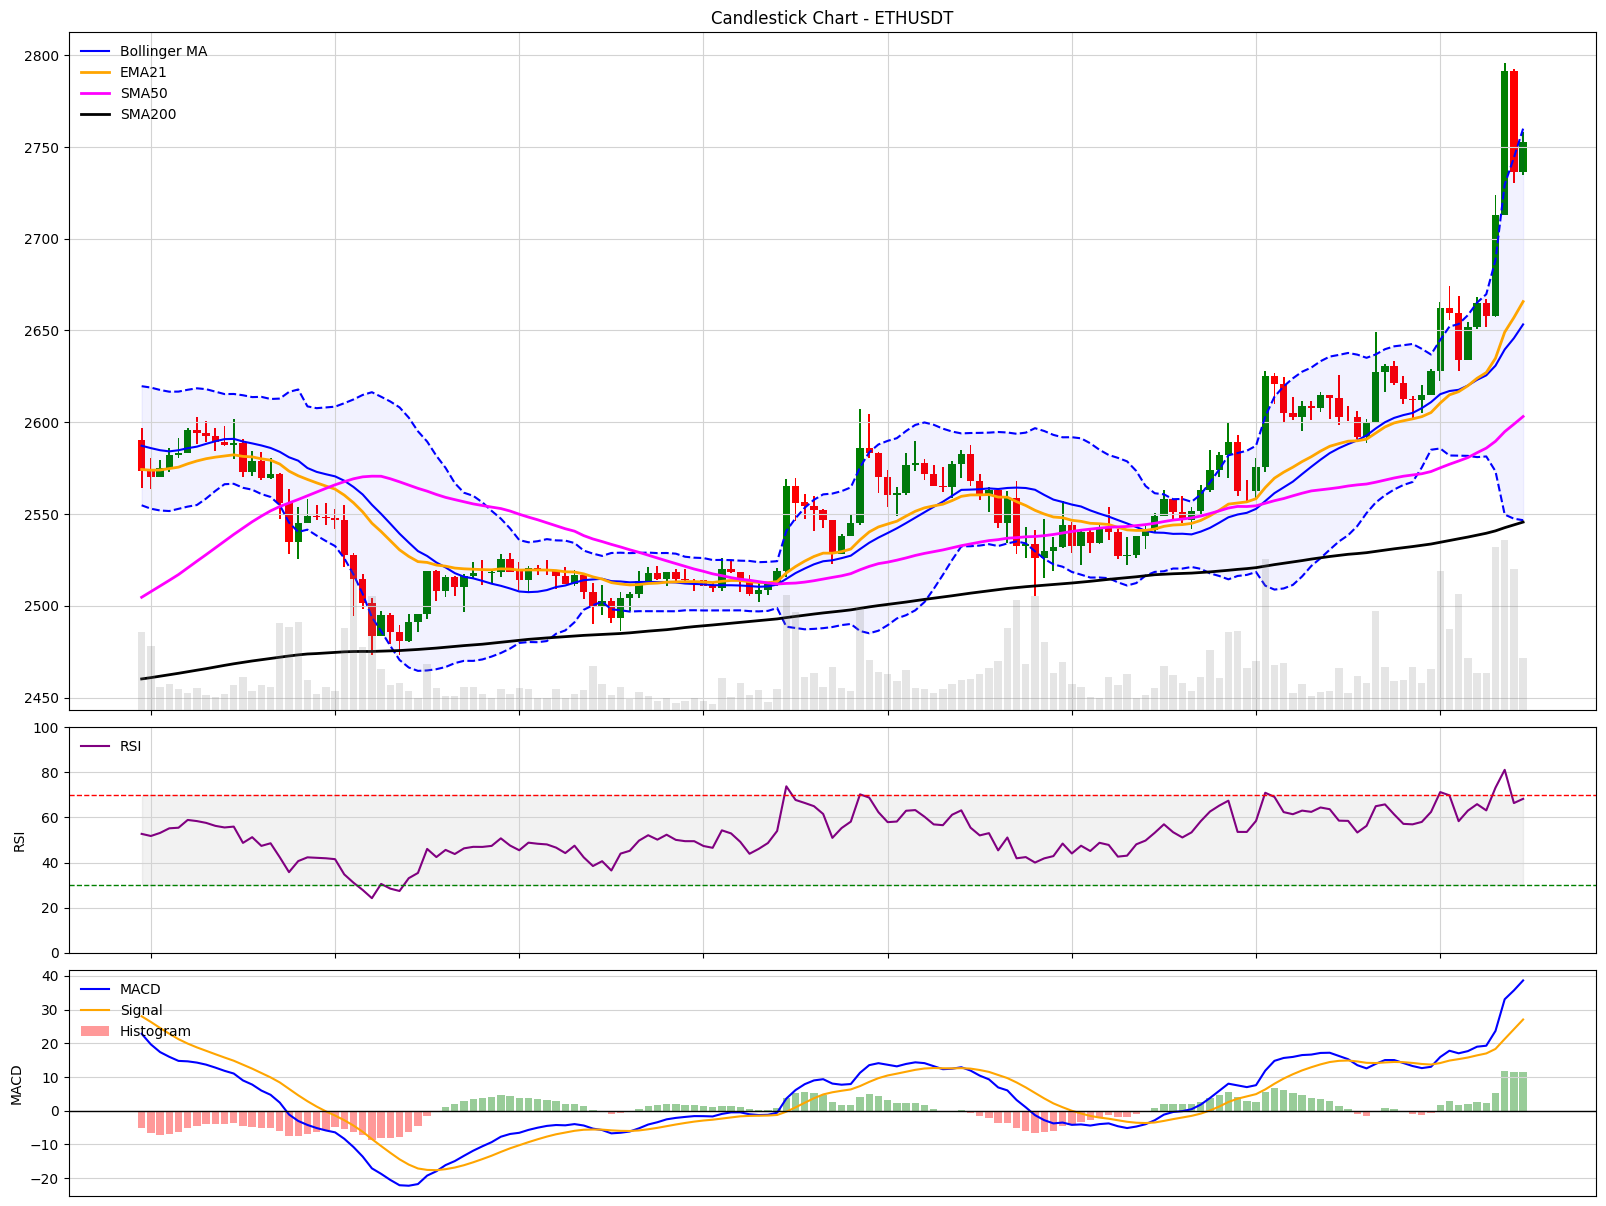 Candlestick Chart - ETHUSDT
Bollinger MA
EMA21
SMA50
SMA200
2800
2750
2700
2650
2600
2550
2500
2450
RSI
RSI
100
80
60
40
20
0
MACD
Signal
Histogram
MACD
40
30
20
10
0
−10
−20